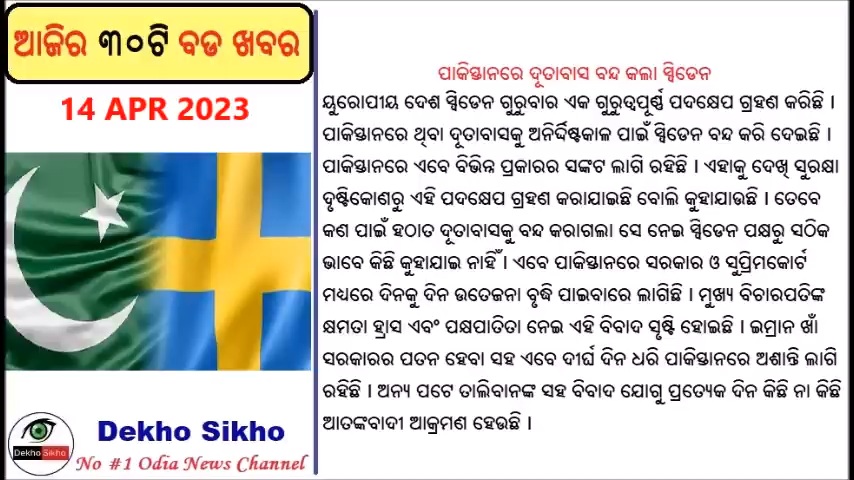 ଆଜିର ୩୦ଟି ବଡ ଖବର
14 APR 2023
ପାକିସ୍ତାନରେ ଦୂତାବାସ ବନ୍ଦ କଲା ସ୍ୱିଡେନ
ୟୁରୋପୀୟ ଦେଶ ସ୍ୱିଡେନ ଗୁରୁବାର ଏକ ଗୁରୁତ୍ୱପୂର୍ଣ୍ଣ ପଦକ୍ଷେପ ଗ୍ରହଣ କରିଛି ।
ପାକିସ୍ତାନରେ ଥିବା ଦୂତାବାସକୁ ଅନିର୍ଦ୍ଦିଷ୍ଟକାଳ ପାଇଁ ସ୍ୱିଡେନ ବନ୍ଦ କରି ଦେଇଛି ।
ପାକିସ୍ତାନରେ ଏବେ ବିଭିନ୍ନ ପ୍ରକାରର ସଙ୍କଟ ଲାଗି ରହିଛି । ଏହାକୁ ଦେଖି ସୁରକ୍ଷା
ଦୃଷ୍ଟିକୋଣରୁ ଏହି ପଦକ୍ଷେପ ଗ୍ରହଣ କରାଯାଇଛି ବୋଲି କୁହାଯାଉଛି । ତେବେ
କଣ ପାଇଁ ହଠାତ ଦୂତାବାସକୁ ବନ୍ଦ କରାଗଲା ସେ ନେଇ ସ୍ୱିଡେନ ପକ୍ଷରୁ ସଠିକ
ଭାବେ କିଛି କୁହାଯାଇ ନାହିଁ । ଏବେ ପାକିସ୍ତାନରେ ସରକାର ଓ ସୁପ୍ରିମକୋର୍ଟ
ମଧ୍ୟରେ ଦିନକୁ ଦିନ ଉତେଜନା ବୃଦ୍ଧି ପାଇବାରେ ଲାଗିଛି । ମୁଖ୍ୟ ବିଚାରପତିଙ୍କ
କ୍ଷମତା ହ୍ରାସ ଏବଂ ପକ୍ଷପାତିତା ନେଇ ଏହି ବିବାଦ ସୃଷ୍ଟି ହୋଇଛି । ଇମ୍ରାନ ଖାଁ
ସରକାରର ପତନ ହେବା ସହ ଏବେ ଦୀର୍ଘ ଦିନ ଧରି ପାକିସ୍ତାନରେ ଅଶାନ୍ତି ଲାଗି
ରହିଛି । ଅନ୍ୟ ପଟେ ତାଲିବାନଙ୍କ ସହ ବିବାଦ ଯୋଗୁ ପ୍ରତ୍ୟେକ ଦିନ କିଛି ନା କିଛି
ଆତଙ୍କବାଦୀ ଆକ୍ରମଣ ହେଉଛି ।
Dekho Sikho
Dekho Sikho
No #1 Odia News Channel